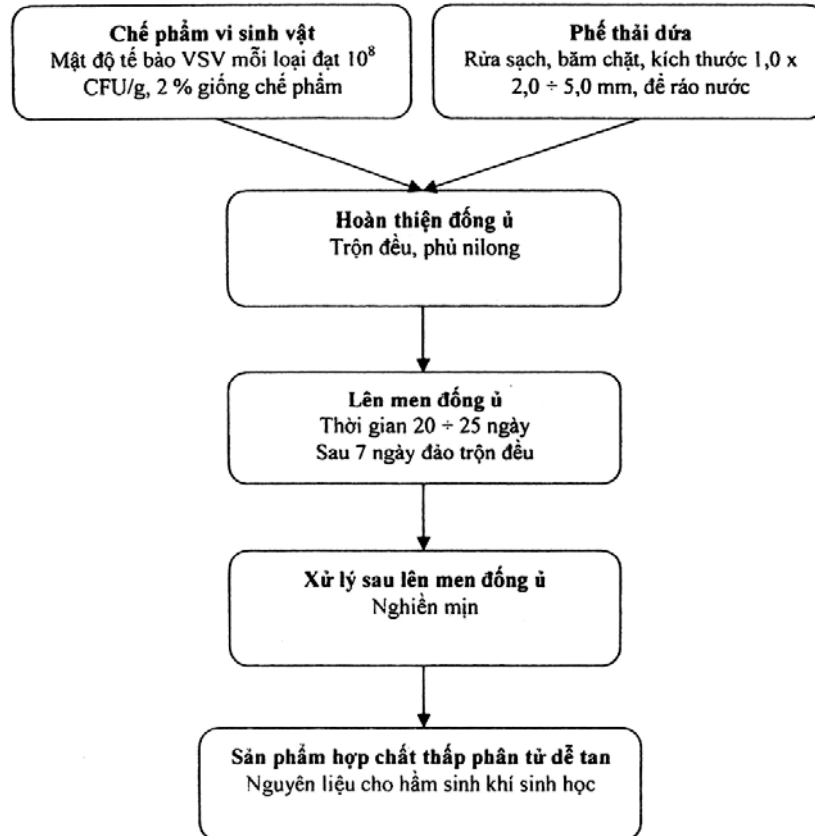 Chế phẩm vi sinh vật
Mật độ tế bào VSV mỗi loại đạt 10⁸
CFU/g, 2 % giống chế phẩm
Phế thải dứa
Rửa sạch, băm chặt, kích thước 1,0 x
2,0 ÷ 5,0 mm, để ráo nước
Hoàn thiện đống ủ
Trộn đều, phủ nilong
Lên men đống ủ
Thời gian 20 ÷ 25 ngày
Sau 7 ngày đảo trộn đều
Xử lý sau lên men đống ủ
Nghiền mịn
Sản phẩm hợp chất thấp phân tử dễ tan
Nguyên liệu cho hầm sinh khí sinh học